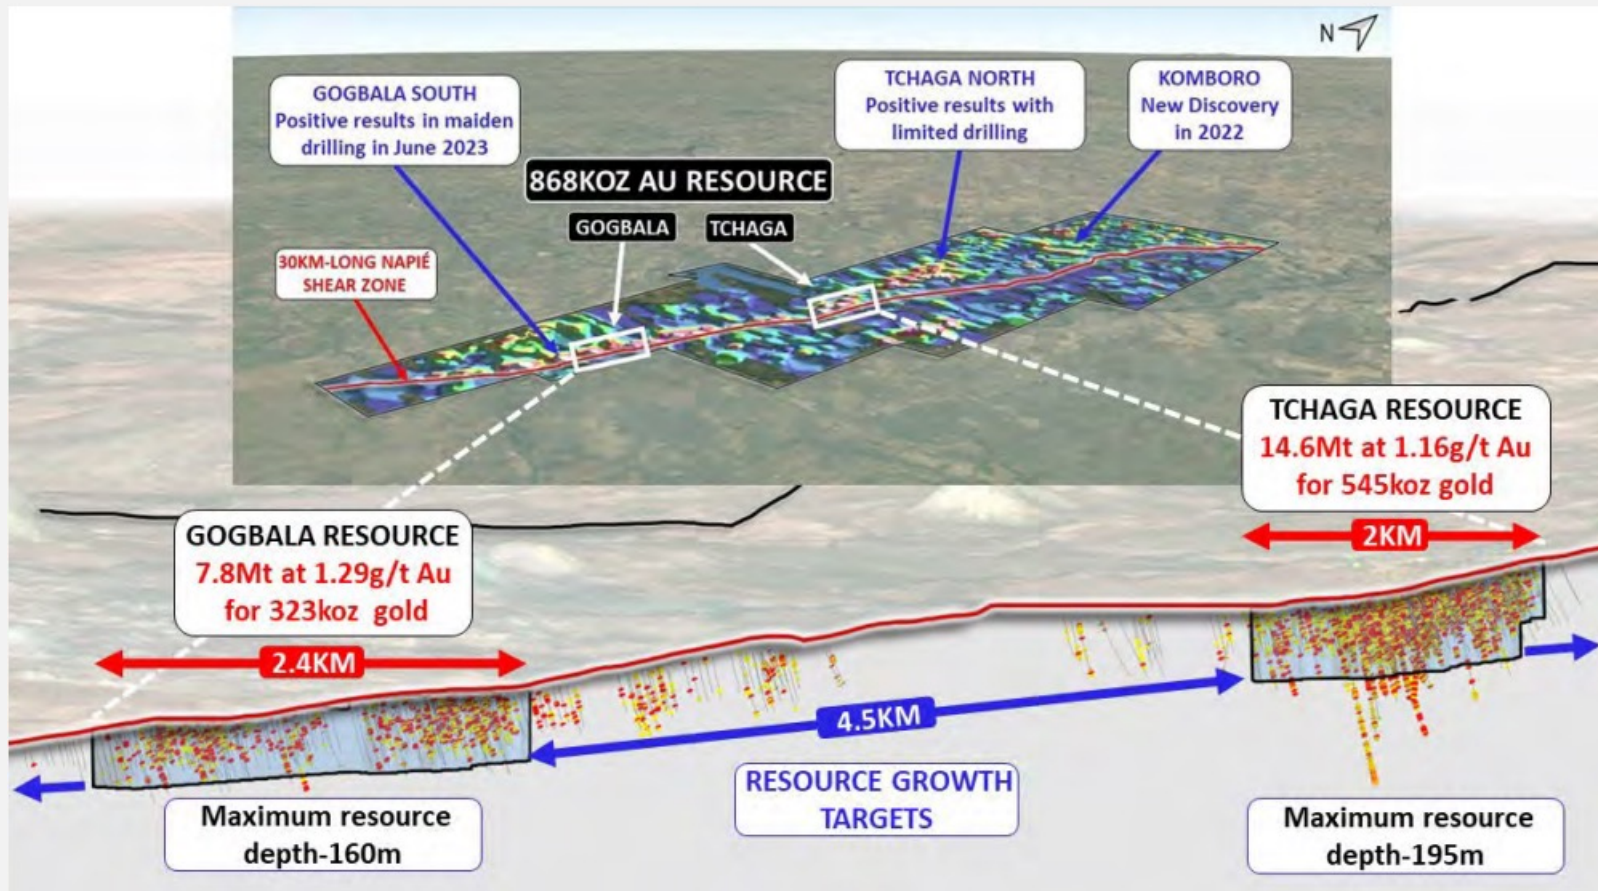 N
GOGBALA SOUTH
Positive results in maiden
drilling in June 2023
TCHAGA NORTH
Positive results with
limited drilling
KOMBORO
New Discovery
in 2022
868KOZ AU RESOURCE
GOGBALA
TCHAGA
30KM-LONG NAPIÉ
SHEAR ZONE
TCHAGA RESOURCE
14.6Mt at 1.16g/t Au
for 545koz gold
2KM
GOGBALA RESOURCE
7.8Mt at 1.29g/t Au
for 323koz gold
2.4KM
4.5KM
RESOURCE GROWTH
TARGETS
Maximum resource
depth-160m
Maximum resource
depth-195m